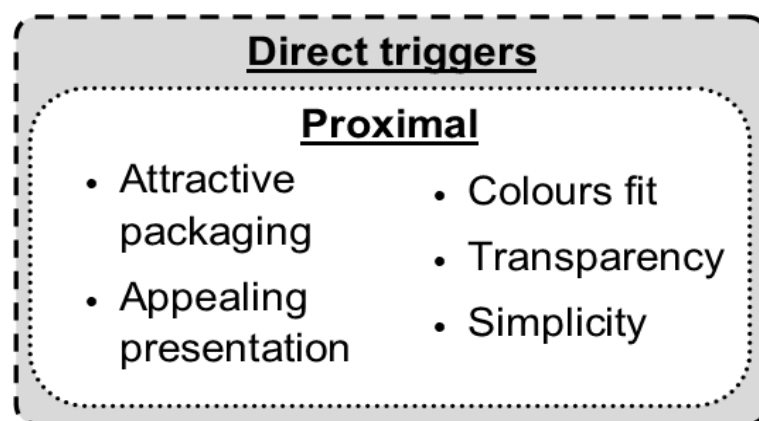 Direct triggers
Proximal
• Attractive
packaging
• Appealing
presentation
• Colours fit
• Transparency
• Simplicity